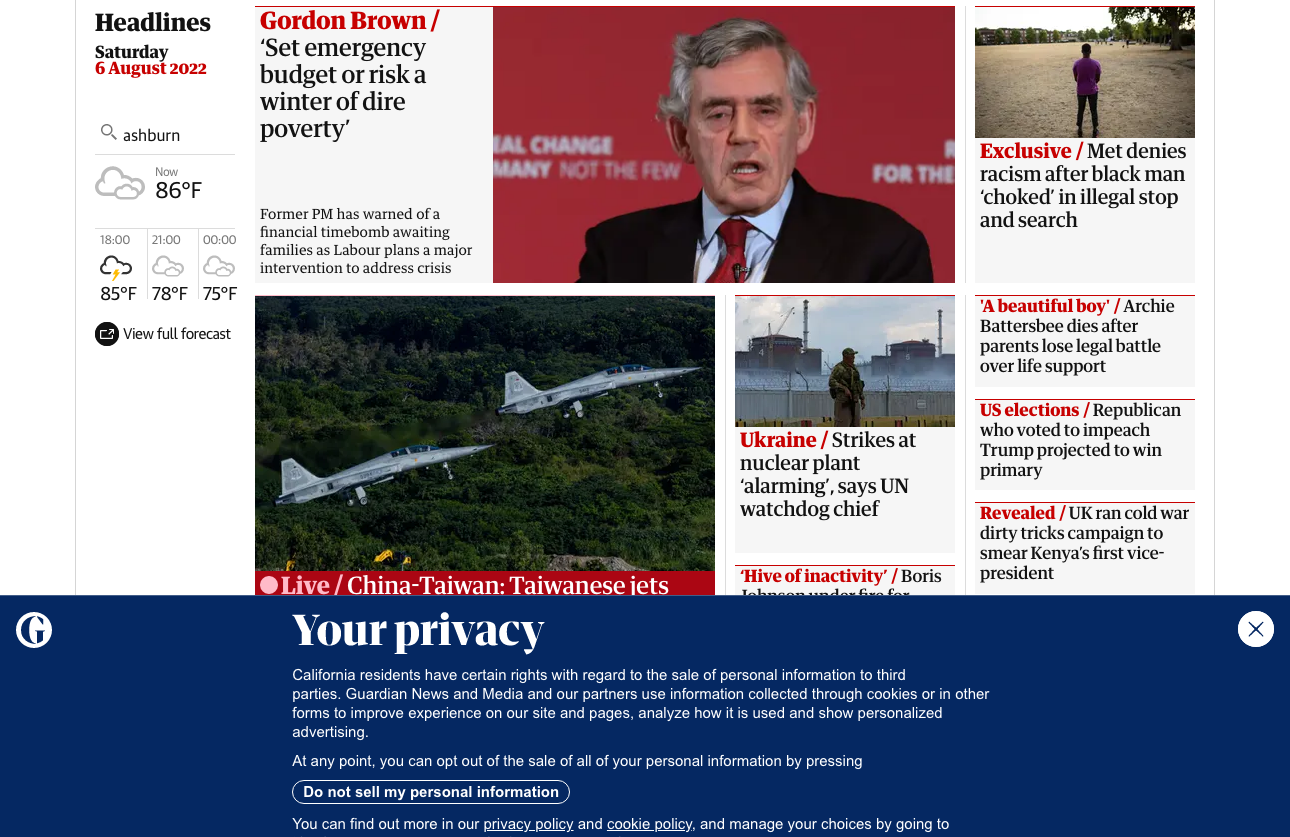 Headlines
Saturday
6 August 2022
ashburn
Now
86°F
18:00
21:00
00:00
85°F
78°F
75°F
View full forecast
Gordon Brown /
‘Set emergency
budget or risk a
winter of dire
poverty’
Former PM has warned of a
financial timebomb awaiting
families as Labour plans a major
intervention to address crisis
EAL CHANGE
MANY NOT THE FEW
FOR THE
Exclusive / Met denies
racism after black man
‘choked’ in illegal stop
and search
Live / China-Taiwan: Taiwanese jets
Ukraine / Strikes at
nuclear plant
‘alarming’, says UN
watchdog chief
‘Hive of inactivity’ / Boris
Johnson under fire for
'A beautiful boy' / Archie
Battersbee dies after
parents lose legal battle
over life support
US elections / Republican
who voted to impeach
Trump projected to win
primary
Revealed / UK ran cold war
dirty tricks campaign to
smear Kenya’s first vice-
president
Your privacy
California residents have certain rights with regard to the sale of personal information to third
parties. Guardian News and Media and our partners use information collected through cookies or in other
forms to improve experience on our site and pages, analyze how it is used and show personalized
advertising.
At any point, you can opt out of the sale of all of your personal information by pressing
Do not sell my personal information
You can find out more in our privacy policy and cookie policy, and manage your choices by going to